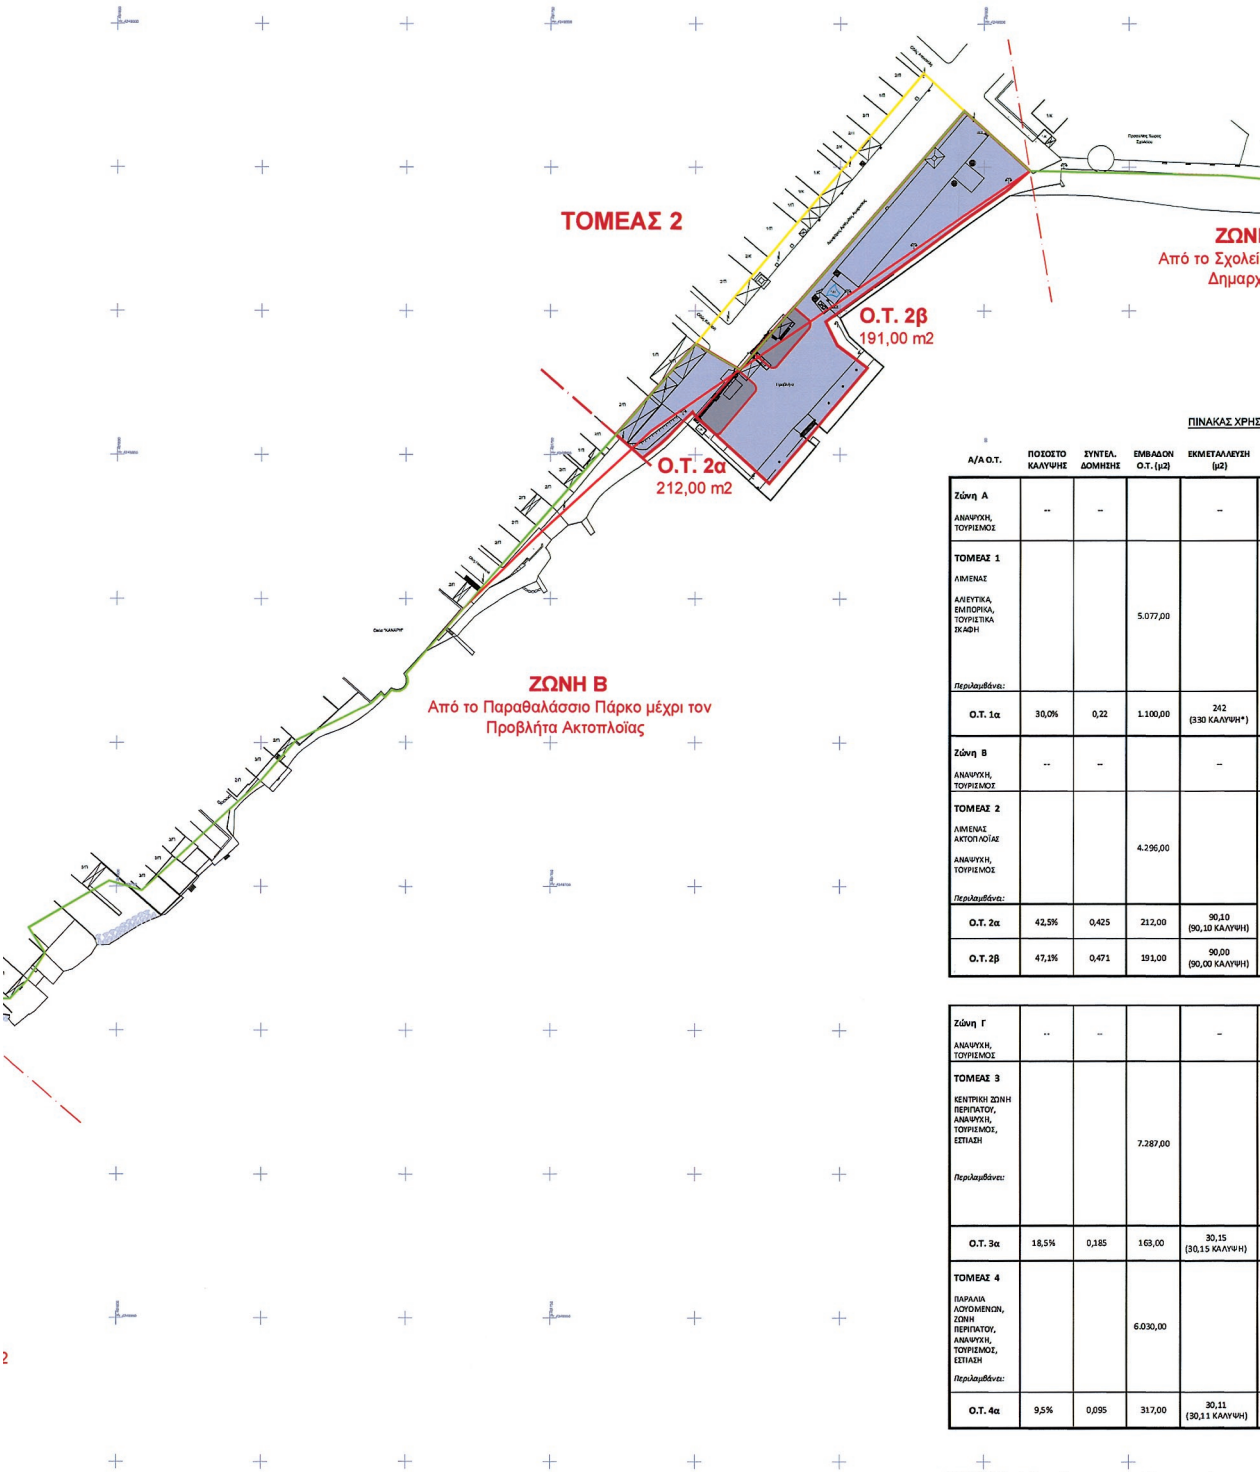 ΤΟΜΕΑΣ 2
Ο.Τ. 2β
191,00 m2
Προβλήτα
Ο.Τ. 2α
212,00 m2
ΖΩΝΗ Β
Από το Παραθαλάσσιο Πάρκο μέχρι τον
Προβλήτα Ακτοπλοΐας
ΖΩΝΗ
Από το Σχολεί
Δημαρχ
2
ΠΙΝΑΚΑΣ ΧΡΗΣ
Α/Α Ο.Τ.
ΠΟΣΟΣΤΟ
ΚΑΛΥΨΗΣ
ΣΥΝΤΕΛ.
ΔΟΜΗΣΗΣ
ΕΜΒΑΔΟΝ
Ο.Τ. (μ2)
ΕΚΜΕΤΑΛΛΕΥΣΗ
(μ2)
Ζώνη Α
ΑΝΑΨΥΧΗ,
ΤΟΥΡΙΣΜΟΣ
--
--
--
ΤΟΜΕΑΣ 1
ΛΙΜΕΝΑΣ
ΑΛΙΕΥΤΙΚΑ,
ΕΜΠΟΡΙΚΑ,
ΤΟΥΡΙΣΤΙΚΑ
ΣΚΑΦΗ
5.077,00
Περιλαμβάνει:
Ο.Τ. 1α
30,0%
0,22
1.100,00
242
(330 ΚΑΛΥΨΗ*)
Ζώνη Β
ΑΝΑΨΥΧΗ,
ΤΟΥΡΙΣΜΟΣ
--
--
--
ΤΟΜΕΑΣ 2
ΛΙΜΕΝΑΣ
ΑΚΤΟΠΛΟΪΑΣ
ΑΝΑΨΥΧΗ,
ΤΟΥΡΙΣΜΟΣ
4.296,00
Περιλαμβάνει:
Ο.Τ. 2α
42,5%
0,425
212,00
90,10
(90,10 ΚΑΛΥΨΗ)
Ο.Τ. 2β
47,1%
0,471
191,00
90,00
(90,00 ΚΑΛΥΨΗ)
Ζώνη Γ
ΑΝΑΨΥΧΗ,
ΤΟΥΡΙΣΜΟΣ
--
--
--
ΤΟΜΕΑΣ 3
ΚΕΝΤΡΙΚΗ ΖΩΝΗ
ΠΕΡΙΠΑΤΟΥ,
ΑΝΑΨΥΧΗ,
ΤΟΥΡΙΣΜΟΣ,
ΕΣΤΙΑΣΗ
7.287,00
Περιλαμβάνει:
Ο.Τ. 3α
18,5%
0,185
163,00
30,15
(30,15 ΚΑΛΥΨΗ)
ΤΟΜΕΑΣ 4
ΠΑΡΑΛΙΑ
ΛΟΥΟΜΕΝΩΝ,
ΖΩΝΗ
ΠΕΡΙΠΑΤΟΥ,
ΑΝΑΨΥΧΗ,
ΤΟΥΡΙΣΜΟΣ,
ΕΣΤΙΑΣΗ
6.030,00
Περιλαμβάνει:
Ο.Τ. 4α
9,5%
0,095
317,00
30,11
(30,11 ΚΑΛΥΨΗ)